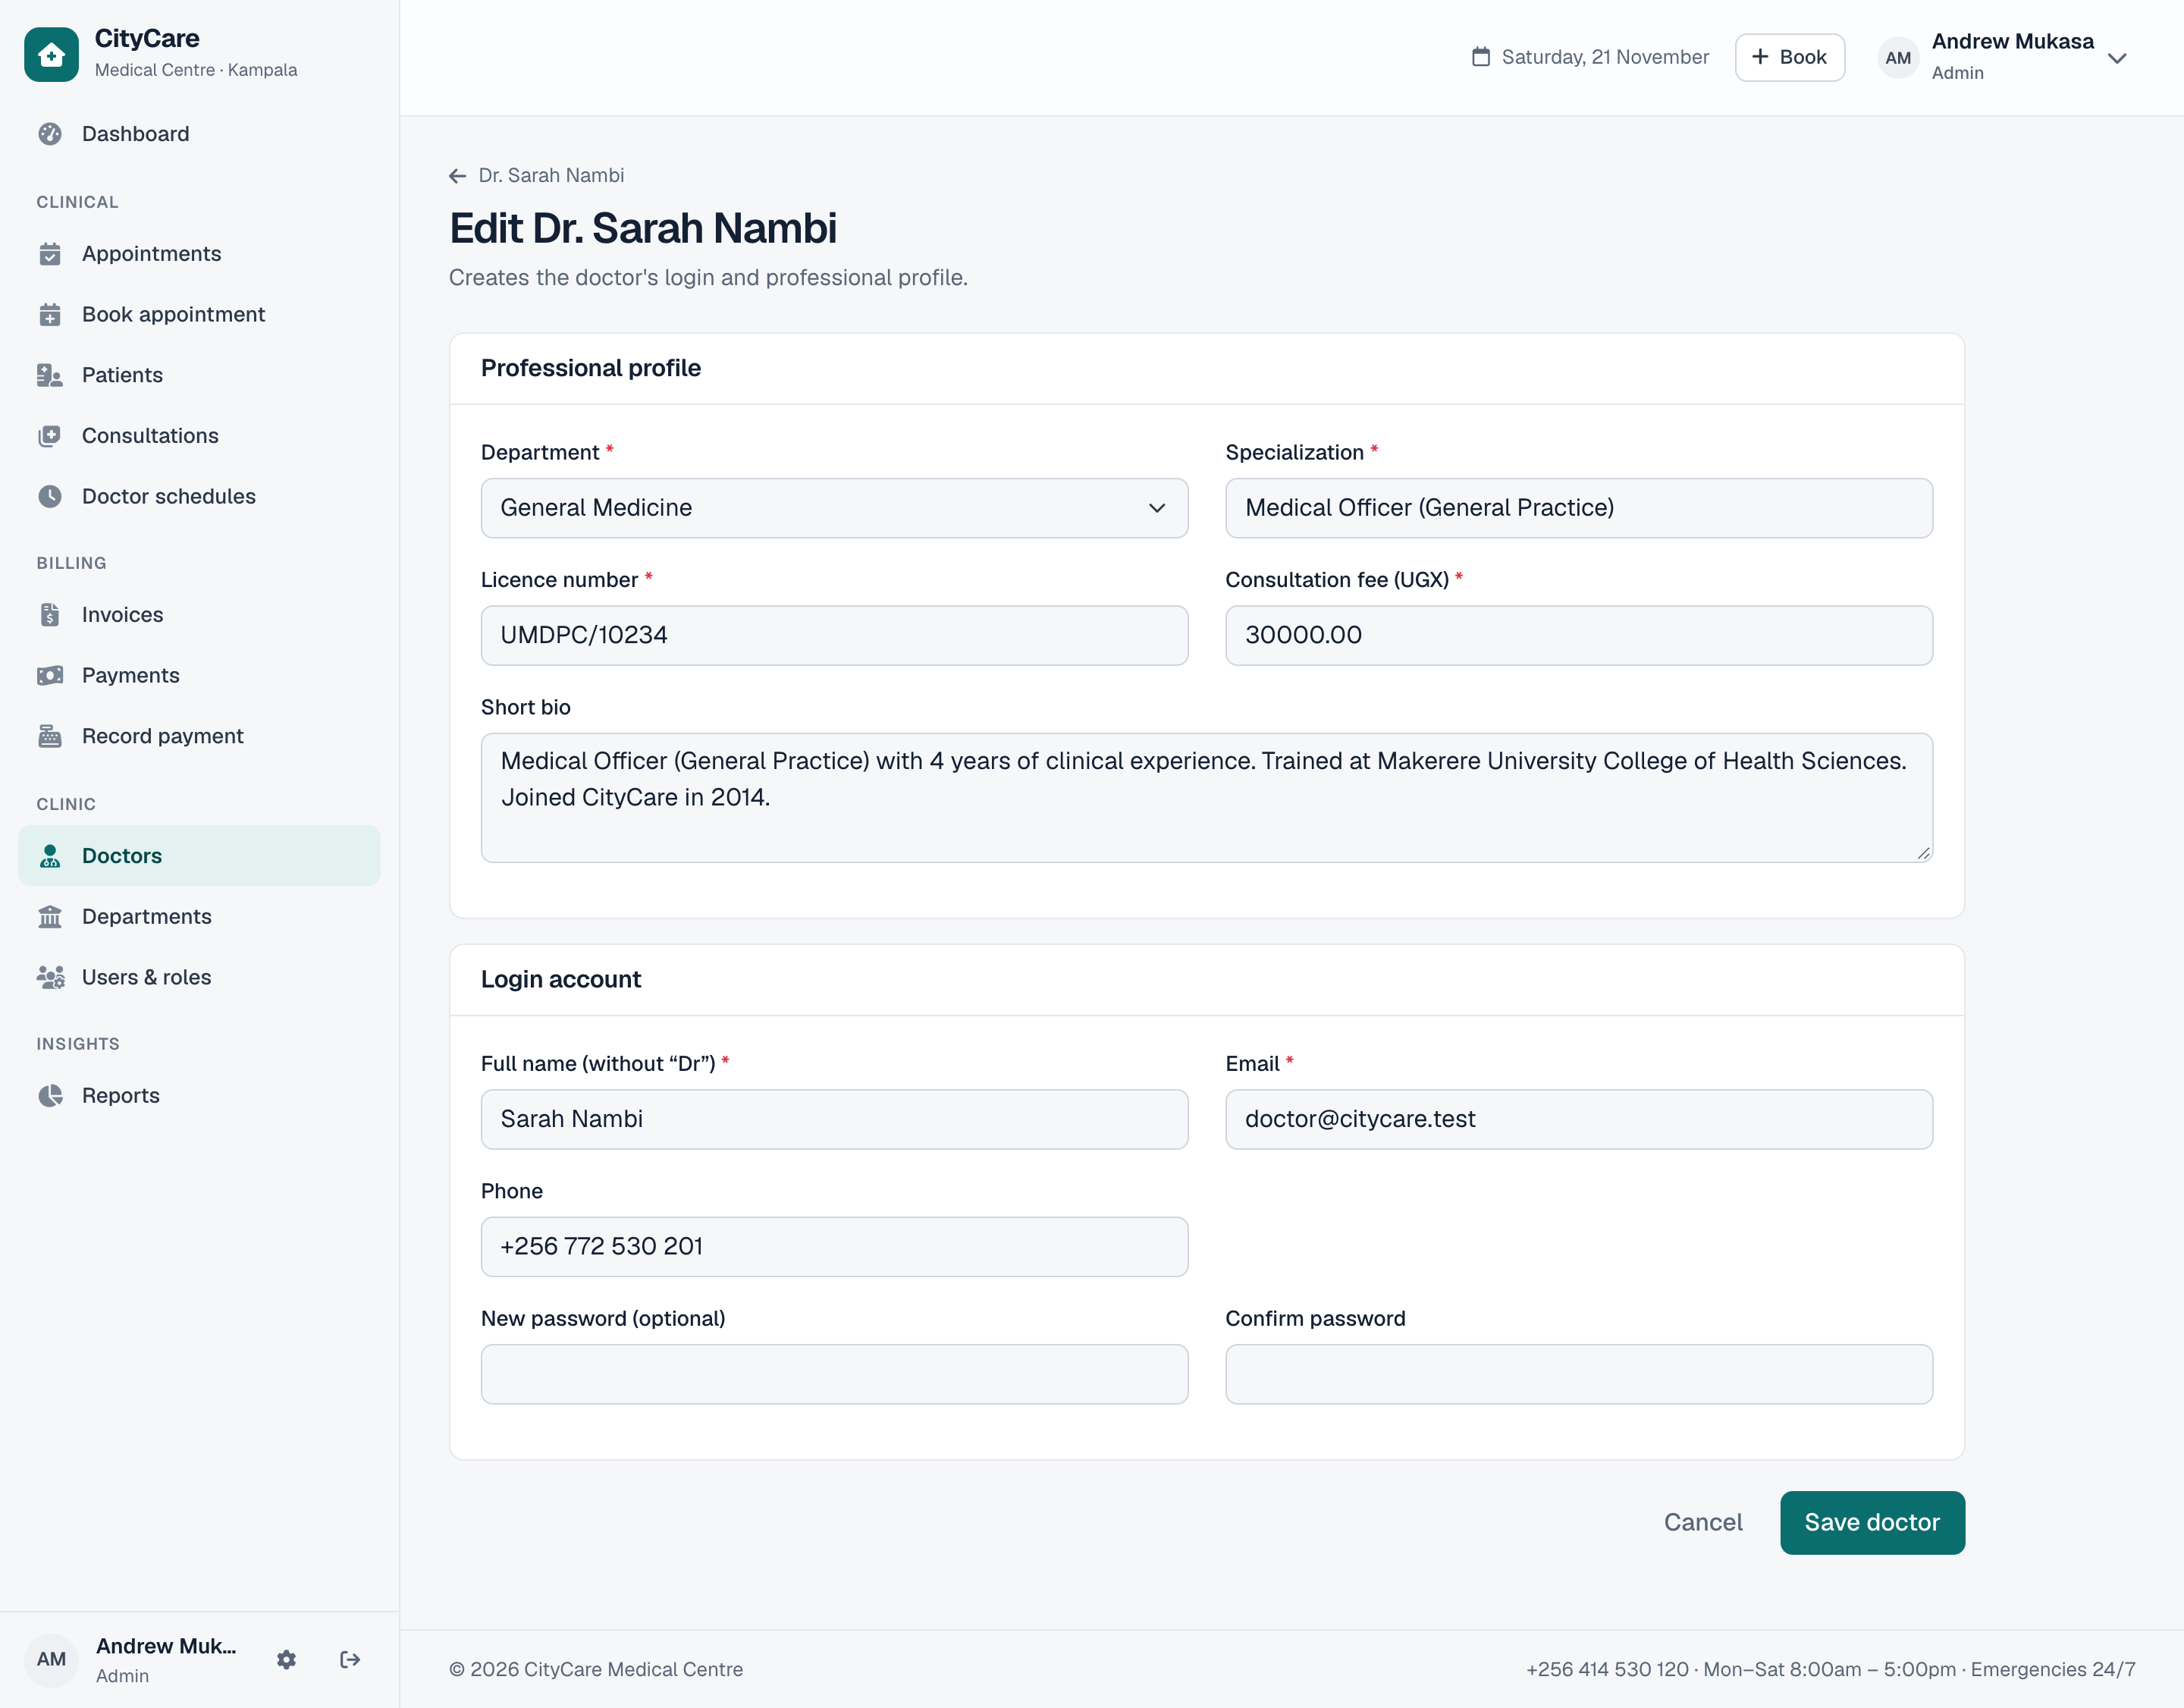 CityCare
Medical Centre · Kampala
Dashboard
CLINICAL
Appointments
Book appointment
Patients
Consultations
Doctor schedules
BILLING
Invoices
Payments
Record payment
CLINIC
Doctors
Departments
Users & roles
INSIGHTS
Reports
AM
Andrew Muk...
Admin
Saturday, 21 November
+ Book
AM
Andrew Mukasa
Admin
← Dr. Sarah Nambi
Edit Dr. Sarah Nambi
Creates the doctor's login and professional profile.
Professional profile
Department *
General Medicine
Specialization *
Medical Officer (General Practice)
Licence number *
UMDPC/10234
Consultation fee (UGX) *
30000.00
Short bio
Medical Officer (General Practice) with 4 years of clinical experience. Trained at Makerere University College of Health Sciences.
Joined CityCare in 2014.
Login account
Full name (without “Dr”) *
Sarah Nambi
Email *
doctor@citycare.test
Phone
+256 772 530 201
New password (optional)
Confirm password
Cancel
Save doctor
© 2026 CityCare Medical Centre
+256 414 530 120 · Mon–Sat 8:00am – 5:00pm · Emergencies 24/7